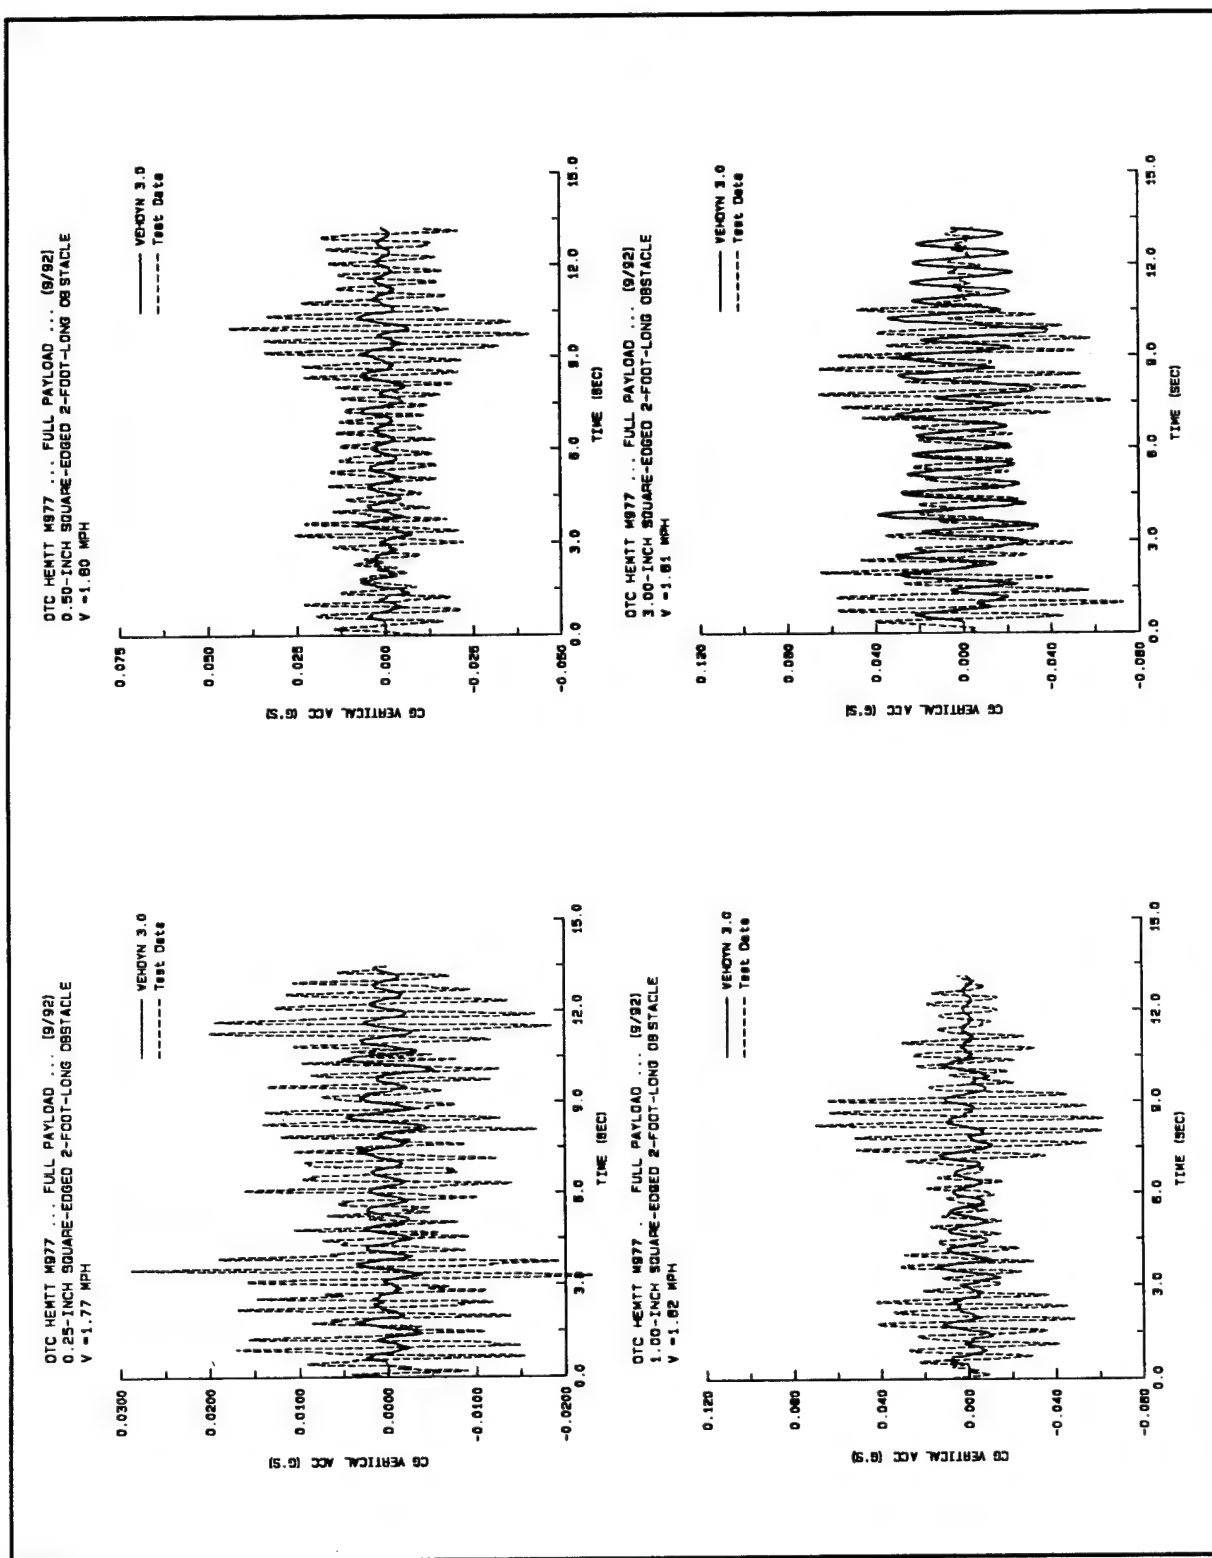 OTC HEMTT M977 ... FULL PAYLOAD ... (9/92)
0.25-INCH SQUARE-EDGED 2-FOOT-LONG OBSTACLE
V =1.77 MPH
VEHDYN 3.0
Test Data
CG VERTICAL ACC (G'S)
0.0300
0.0200
0.0100
0.0000
-0.0100
-0.0200
0.0 3.0 6.0 9.0 12.0 15.0
TIME (SEC)
OTC HEMTT M977 ... FULL PAYLOAD ... (9/92)
0.50-INCH SQUARE-EDGED 2-FOOT-LONG OBSTACLE
V =1.80 MPH
VEHDYN 3.0
Test Data
CG VERTICAL ACC (G'S)
0.075
0.050
0.025
0.000
-0.025
-0.050
0.0 3.0 6.0 9.0 12.0 15.0
TIME (SEC)
OTC HEMTT M977 . FULL PAYLOAD ... (9/92)
1.00-INCH SQUARE-EDGED 2-FOOT-LONG OBSTACLE
V =1.82 MPH
VEHDYN 3.0
Test Data
CG VERTICAL ACC (G'S)
0.120
0.080
0.040
0.000
-0.040
-0.080
0.0 3.0 6.0 9.0 12.0 15.0
TIME (SEC)
OTC HEMTT M977 ... FULL PAYLOAD ... (9/92)
3.00-INCH SQUARE-EDGED 2-FOOT-LONG OBSTACLE
V =1.81 MPH
VEHDYN 3.0
Test Data
CG VERTICAL ACC (G'S)
0.120
0.080
0.040
0.000
-0.040
-0.080
0.0 3.0 6.0 9.0 12.0 15.0
TIME (SEC)